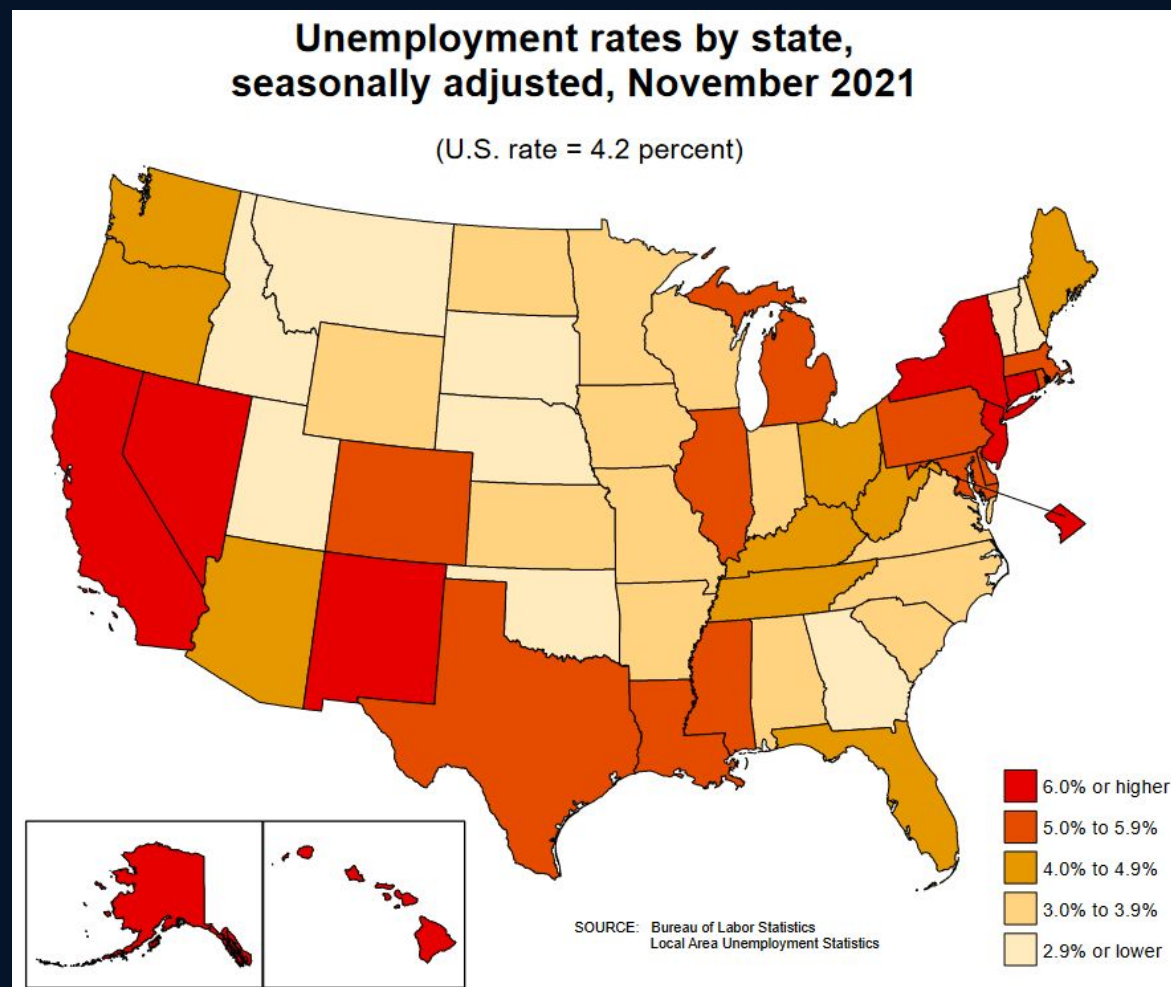 Unemployment rates by state,
seasonally adjusted, November 2021
(U.S. rate = 4.2 percent)
6.0% or higher
5.0% to 5.9%
4.0% to 4.9%
3.0% to 3.9%
2.9% or lower
SOURCE: Bureau of Labor Statistics
Local Area Unemployment Statistics